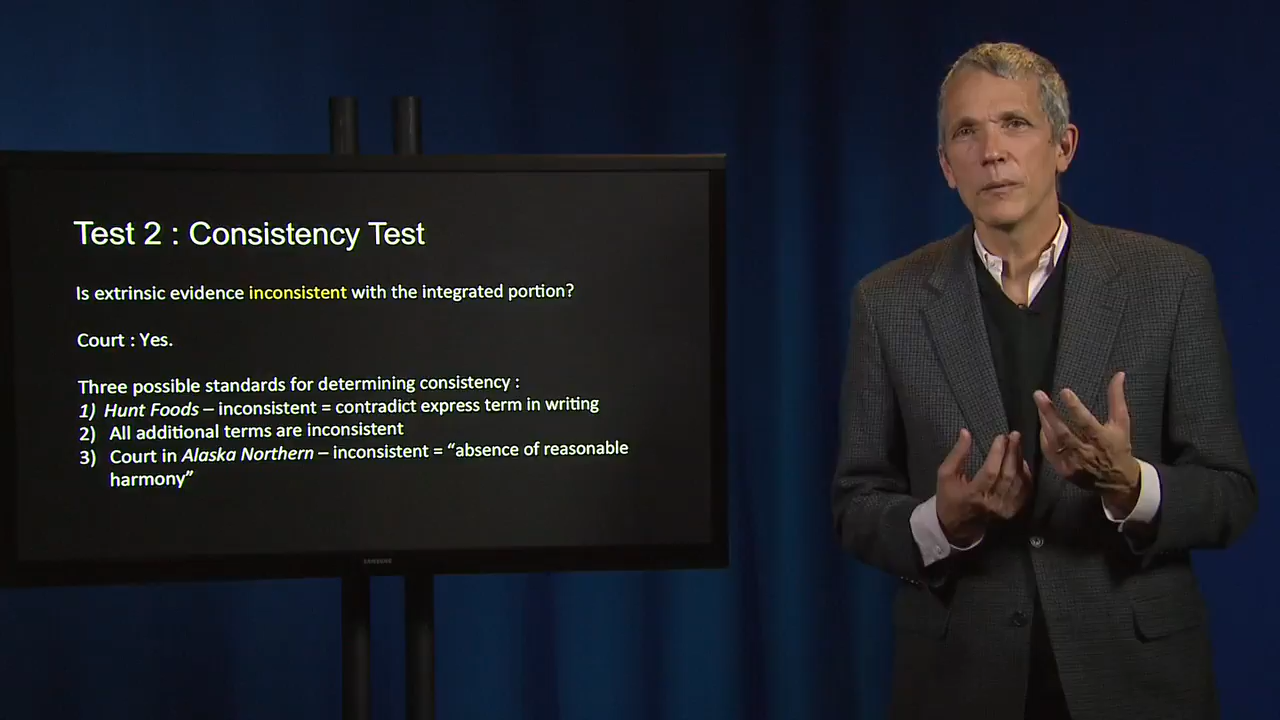 Test 2 : Consistency Test
Is extrinsic evidence inconsistent with the integrated portion?
Court : Yes.
Three possible standards for determining consistency :
1) Hunt Foods – inconsistent = contradict express term in writing
2) All additional terms are inconsistent
3) Court in Alaska Northern – inconsistent = “absence of reasonable
harmony”
SAMSUNG